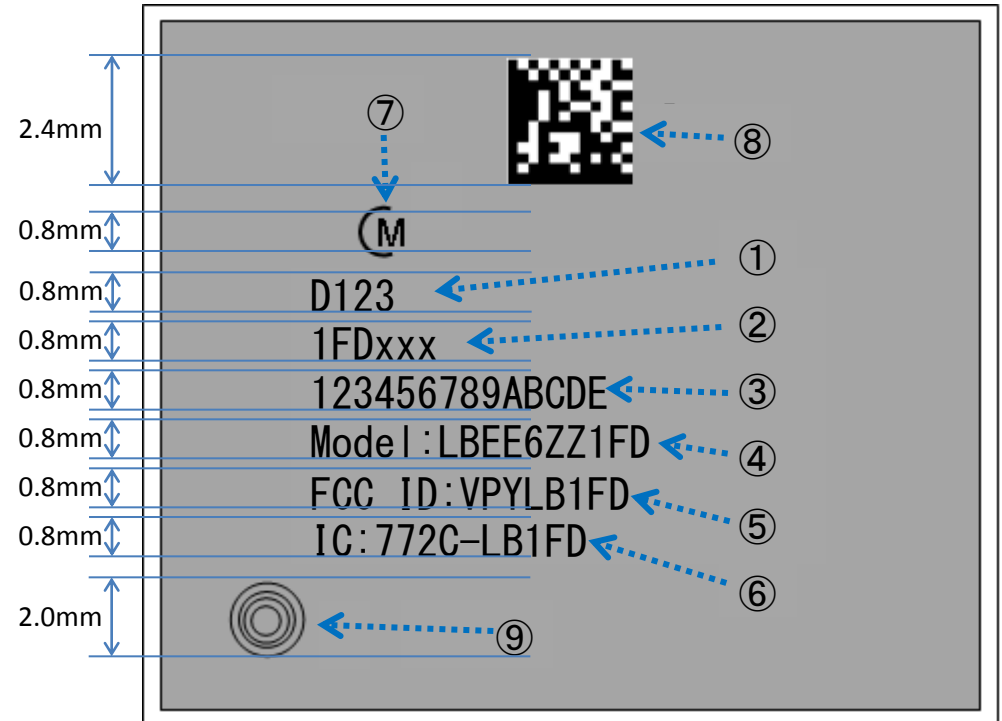 2.4mm
⑦
⑧
0.8mm
M
①
0.8mm
D123
②
0.8mm
1FDxxx
0.8mm
123456789ABCDE
③
0.8mm
Model:LBEE6ZZ1FD
④
0.8mm
FCC ID:VPYLB1FD
⑤
0.8mm
IC:772C-LB1FD
⑥
2.0mm
⑨